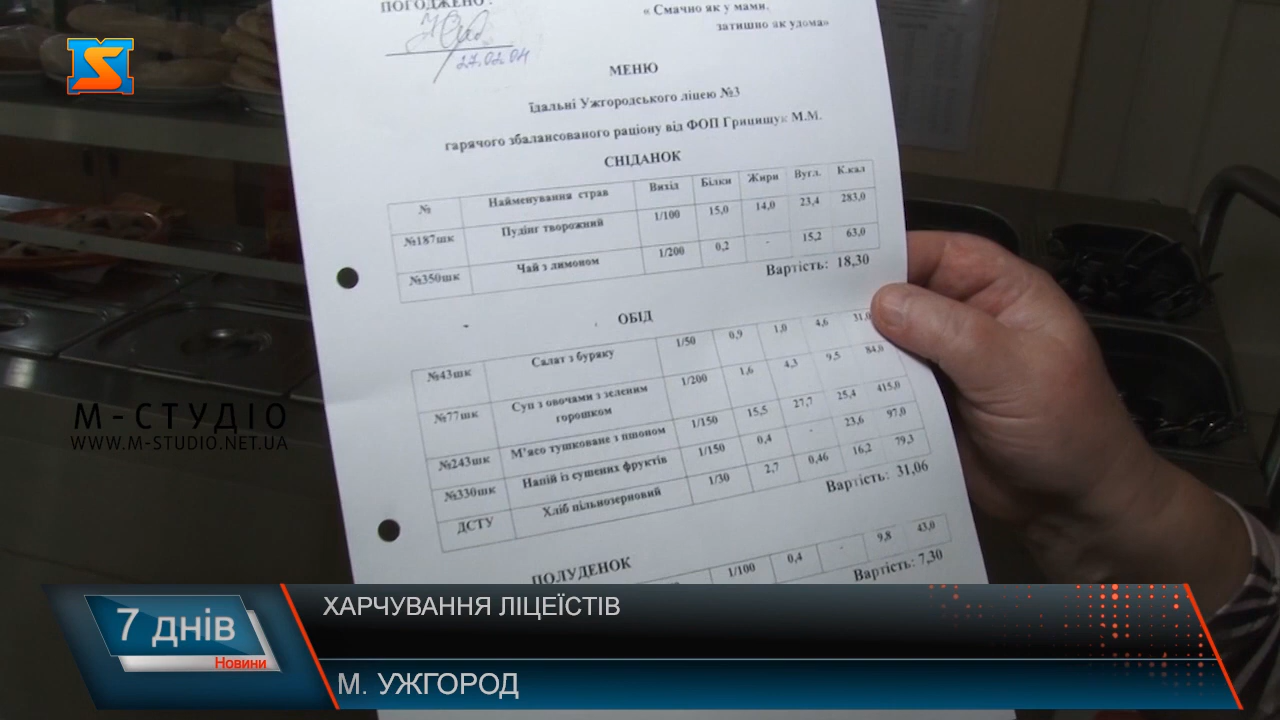 ПОГОДЖЕНО :
« Смачно як у мами,
затишно як удома»
27.02.04
МЕНЮ
їдальні Ужгородського ліцею №3
гарячого збалансованого раціону від ФОП Грицищук М.М.
СНІДАНОК
№ Найменування страв Вихід Білки Жири Вугл. К.кал
№187шк Пудінг творожний 1/100 15,0 14,0 23,4 283,0
№350шк Чай з лимоном 1/200 0,2 - 15,2 63,0
Вартість: 18,30
ОБІД
№43шк Салат з буряку 1/50 0,9 1,0 4,6 31,0
№77шк Суп з овочами з зеленим горошком 1/200 1,6 4,3 9,5 84,0
№243шк М'ясо тушковане з пшоном 1/150 15,5 27,7 25,4 415,0
№330шк Напій із сушених фруктів 1/150 0,4 - 23,6 97,0
ДСТУ Хліб пільнозерновий 1/30 2,7 0,46 16,2 79,3
Вартість: 31,06
ПОЛУДЕНОК
1/100 0,4 - 9,8 43,0
Вартість: 7,30
М-СТУДІО
WWW.M-STUDIO.NET.UA
7 днів
Новини
ХАРЧУВАННЯ ЛІЦЕЇСТІВ
М. УЖГОРОД